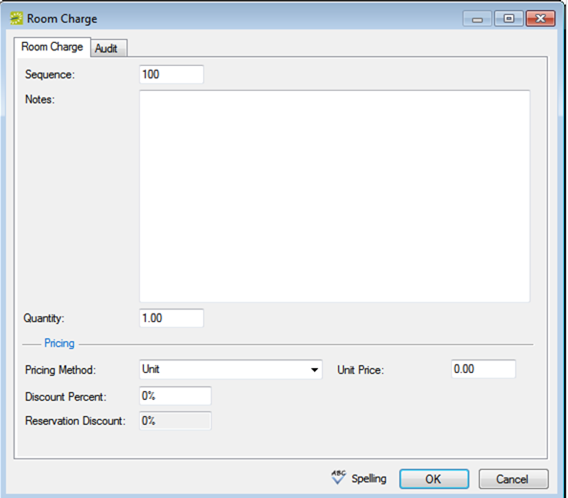 Room Charge
Room Charge Audit
Sequence: 100
Notes:
Quantity: 1.00
Pricing
Pricing Method: Unit Unit Price: 0.00
Discount Percent: 0%
Reservation Discount: 0%
ABC Spelling OK Cancel